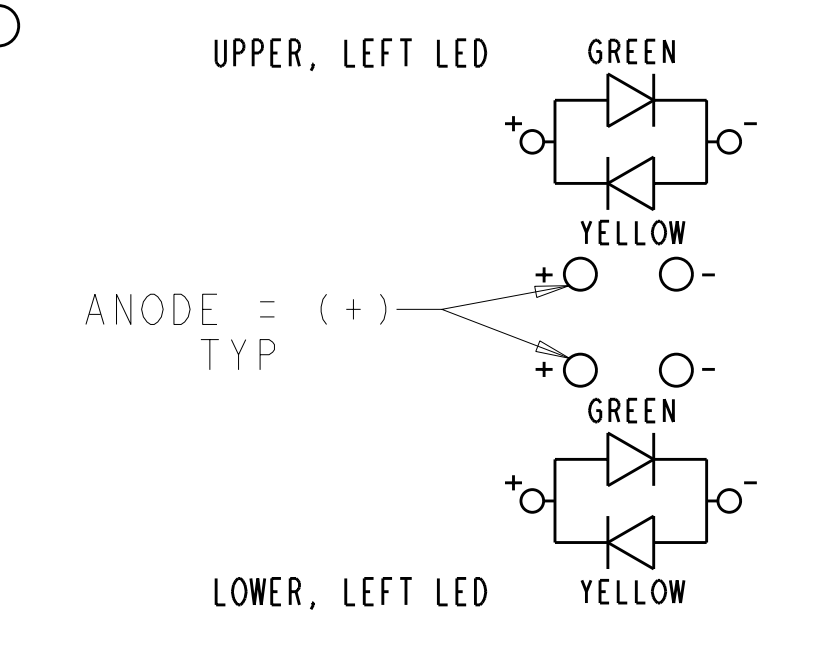 UPPER, LEFT LED
GREEN
+ -
YELLOW
+ -
ANODE = (+)
TYP
+ -
GREEN
+ -
LOWER, LEFT LED
YELLOW